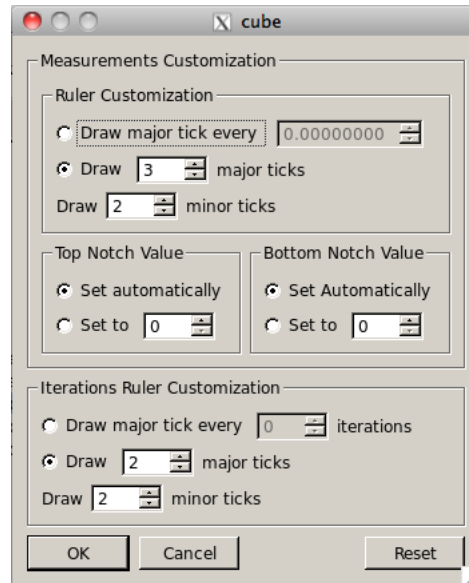 cube
Measurements Customization
Ruler Customization
Draw major tick every 0.00000000
Draw 3 major ticks
Draw 2 minor ticks
Top Notch Value
Bottom Notch Value
Set automatically
Set Automatically
Set to 0
Set to 0
Iterations Ruler Customization
Draw major tick every 0 iterations
Draw 2 major ticks
Draw 2 minor ticks
OK
Cancel
Reset